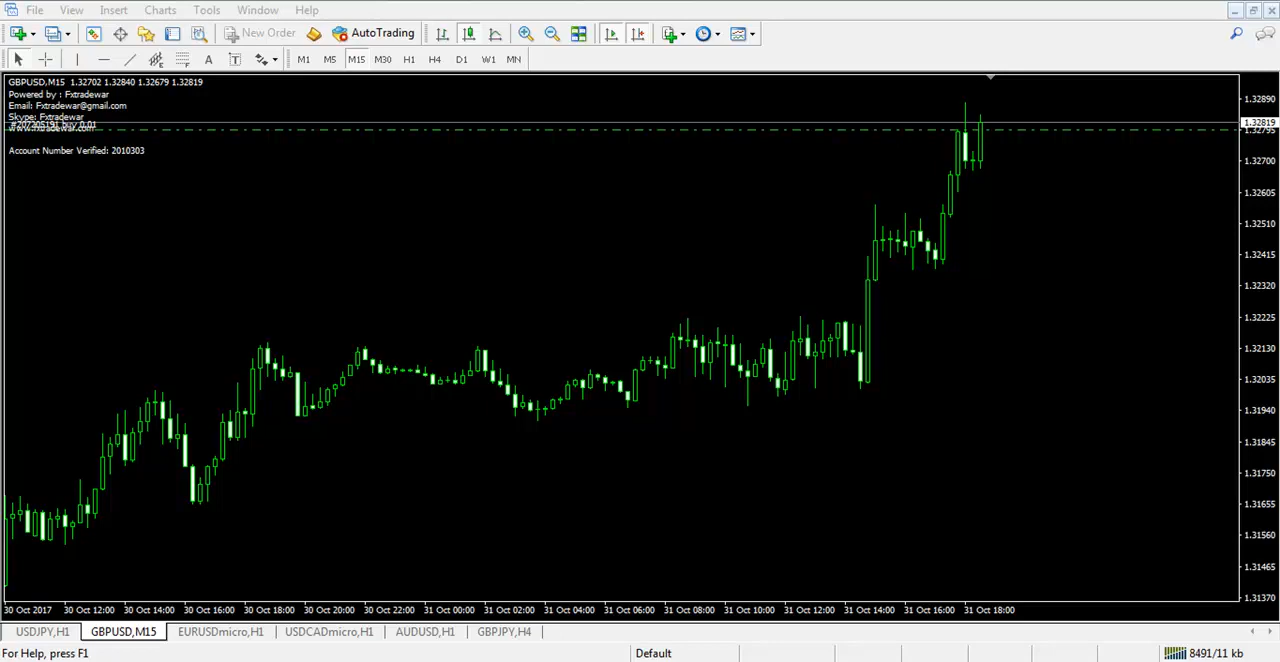 File View Insert Charts Tools Window Help
New Order AutoTrading
A T M1 M5 M15 M30 H1 H4 D1 W1 MN
GBPUSD,M15 1.32702 1.32840 1.32679 1.32819
Powered by : Fxtradewar
Email: Fxtradewar@gmail.com
Skype: Fxtradewar
www.fxtradewar.com
Account Number Verified: 2010303
1.32890
1.32819
1.32795
1.32700
1.32605
1.32510
1.32415
1.32320
1.32225
1.32130
1.32035
1.31940
1.31845
1.31750
1.31655
1.31560
1.31465
1.31370
30 Oct 2017 30 Oct 12:00 30 Oct 14:00 30 Oct 16:00 30 Oct 18:00 30 Oct 20:00 30 Oct 22:00 31 Oct 00:00 31 Oct 02:00 31 Oct 04:00 31 Oct 06:00 31 Oct 08:00 31 Oct 10:00 31 Oct 12:00 31 Oct 14:00 31 Oct 16:00 31 Oct 18:00
USDJPY,H1 GBPUSD,M15 EURUSDmicro,H1 USDCADmicro,H1 AUDUSD,H1 GBPJPY,H4
For Help, press F1 Default 8491/11 kb